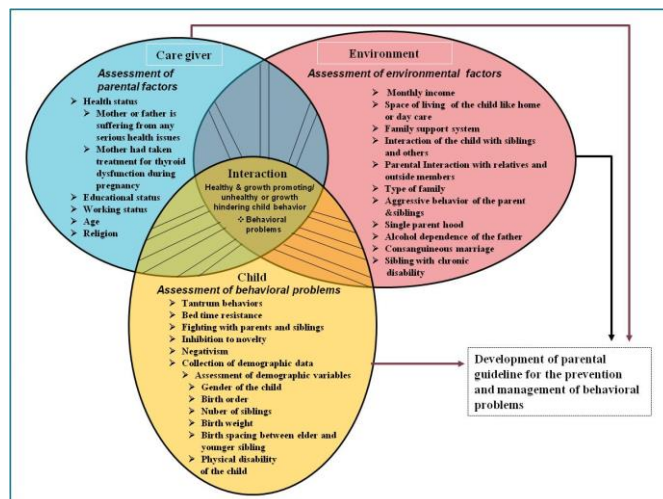 Care giver
Assessment of
parental factors
➤ Health status
➤ Mother or father is
suffering from any
serious health issues
➤ Mother had taken
treatment for thyroid
dysfunction during
pregnancy
➤ Educational status
➤ Working status
➤ Age
➤ Religion
Environment
Assessment of environmental factors
➤ Monthly income
➤ Space of living of the child like home
or day care
➤ Family support system
➤ Interaction of the child with siblings
and others
➤ Parental Interaction with relatives and
outside members
➤ Type of family
➤ Aggressive behavior of the parent
&siblings
➤ Single parent hood
➤ Alcohol dependence of the father
➤ Consanguineous marriage
➤ Sibling with chronic
disability
Interaction
Healthy & growth promoting/
unhealthy or growth
hindering child behavior
❖ Behavioral
problems
Child
Assessment of behavioral problems
➤ Tantrum behaviors
➤ Bed time resistance
➤ Fighting with parents and siblings
➤ Inhibition to novelty
➤ Negativism
➤ Collection of demographic data
➤ Assessment of demographic variables
➤ Gender of the child
➤ Birth order
➤ Nuber of siblings
➤ Birth weight
➤ Birth spacing between elder and
younger sibling
➤ Physical disability
of the child
Development of parental
guideline for the prevention
and management of behavioral
problems